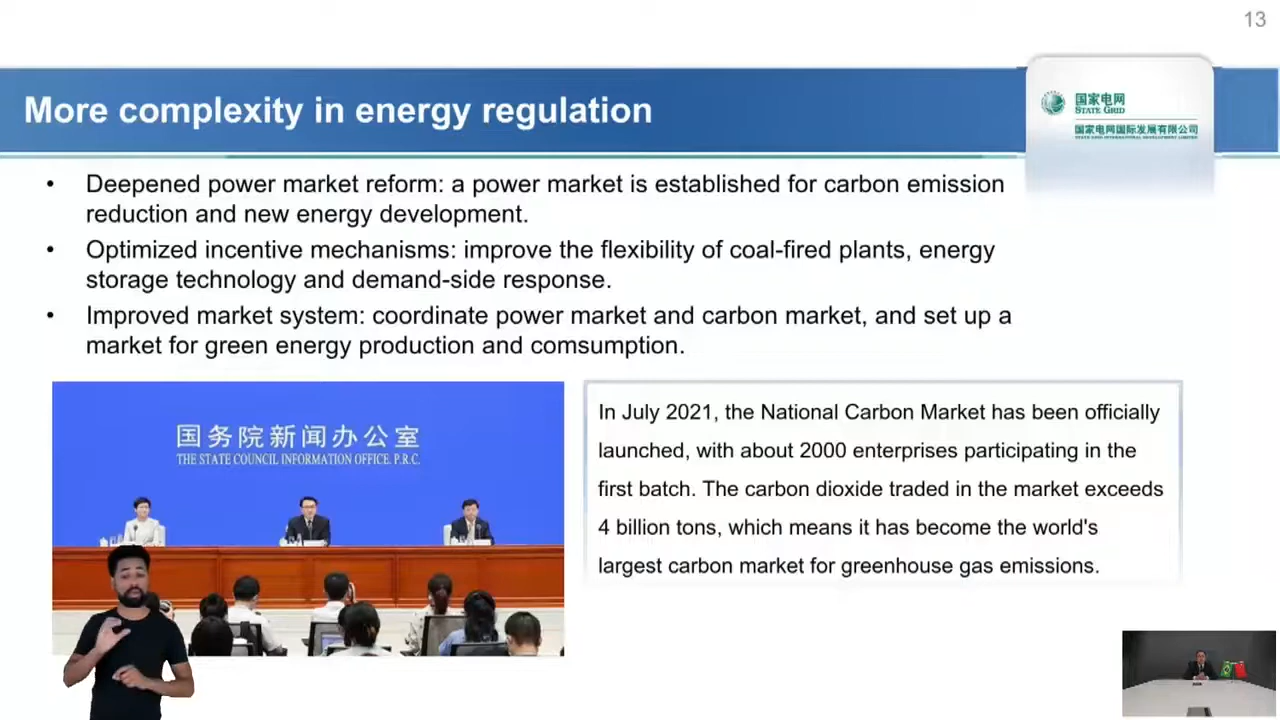 13
More complexity in energy regulation
国家电网
STATE GRID
国家电网国际发展有限公司
STATE GRID INTERNATIONAL DEVELOPMENT LIMITED
• Deepened power market reform: a power market is established for carbon emission
reduction and new energy development.
• Optimized incentive mechanisms: improve the flexibility of coal-fired plants, energy
storage technology and demand-side response.
• Improved market system: coordinate power market and carbon market, and set up a
market for green energy production and comsumption.
国务院新闻办公室
THE STATE COUNCIL INFORMATION OFFICE, P.R.C.
In July 2021, the National Carbon Market has been officially
launched, with about 2000 enterprises participating in the
first batch. The carbon dioxide traded in the market exceeds
4 billion tons, which means it has become the world's
largest carbon market for greenhouse gas emissions.